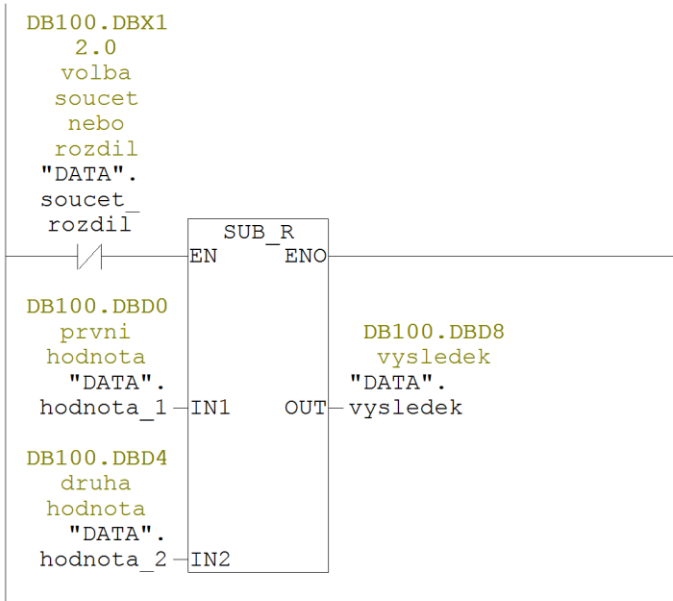 DB100.DBX1
2.0
volba
soucet
nebo
rozdil
"DATA".
soucet_
rozdil
SUB_R
EN ENO
DB100.DBD0
prvni
hodnota
"DATA".
hodnota_1 IN1
DB100.DBD8
vysledek
"DATA".
OUT vysledek
DB100.DBD4
druha
hodnota
"DATA".
hodnota_2 IN2